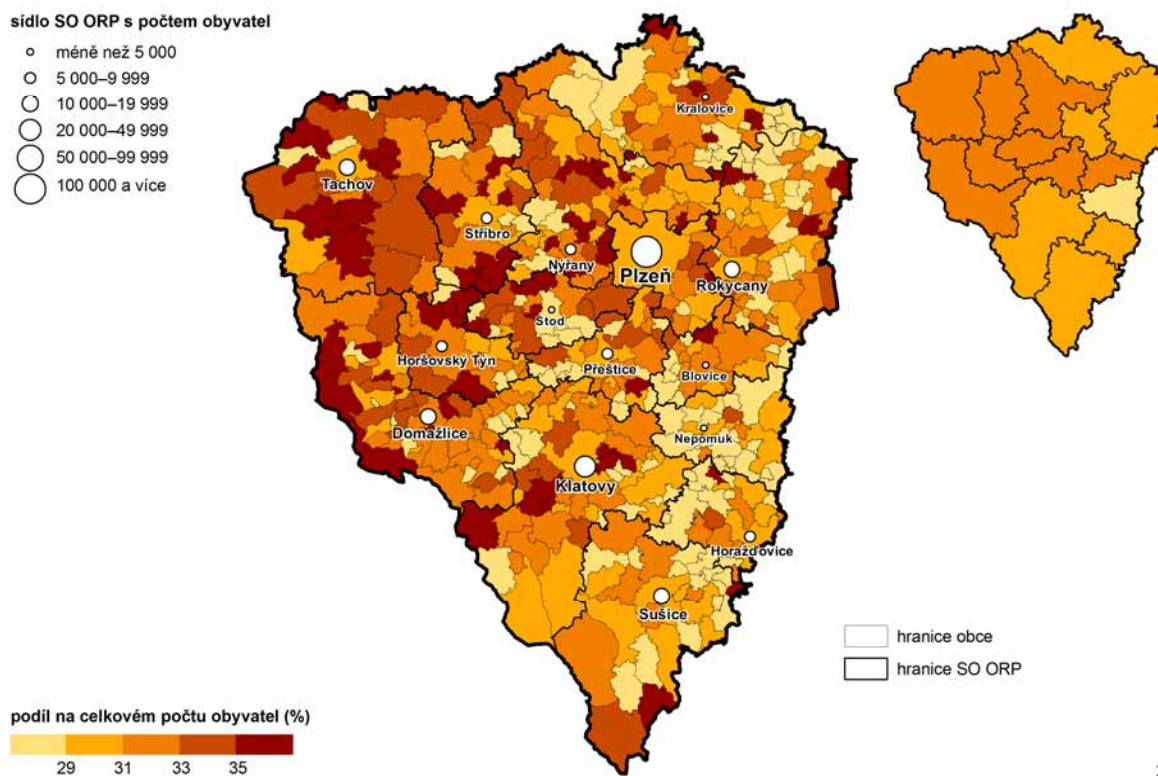 sídlo SO ORP s počtem obyvatel
méně než 5 000
5 000–9 999
10 000–19 999
20 000–49 999
50 000–99 999
100 000 a více
Kralovice
Tachov
Stříbro
Nýřany
Plzeň
Rokycany
Stod
Horšovský Týn
Přeštice
Blovice
Domažlice
Nepomuk
Klatovy
Horažďovice
Sušice
hranice obce
hranice SO ORP
podíl na celkovém počtu obyvatel (%)
29 31 33 35